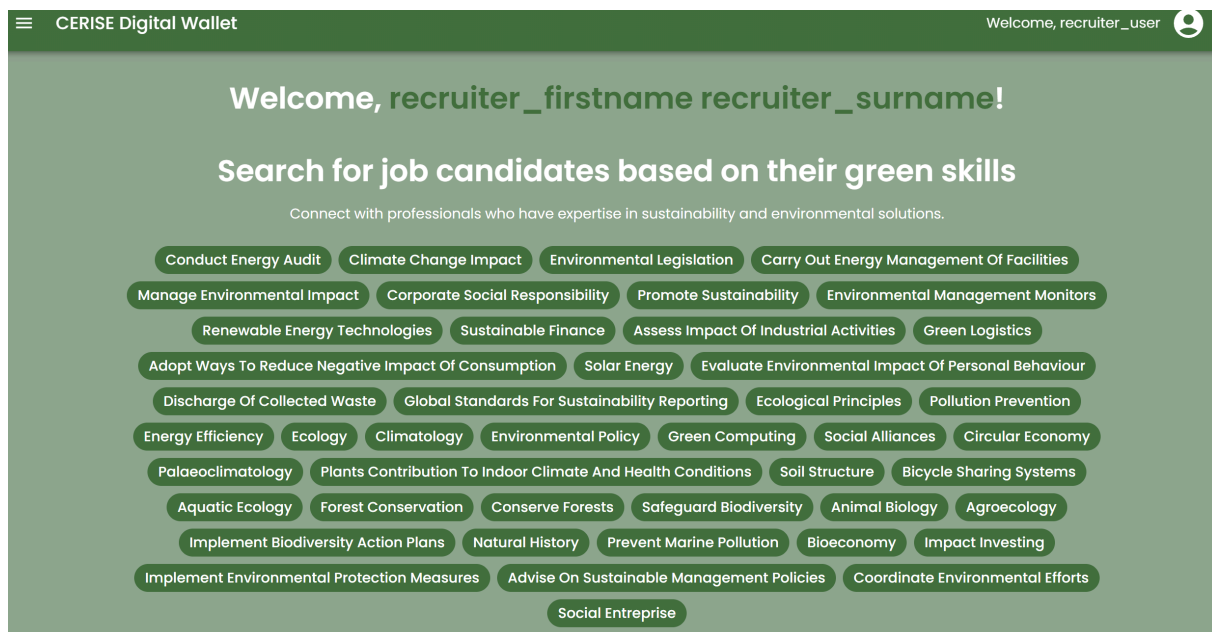 CERISE Digital Wallet Welcome, recruiter_user
Welcome, recruiter_firstname recruiter_surname!
Search for job candidates based on their green skills
Connect with professionals who have expertise in sustainability and environmental solutions.
Conduct Energy Audit Climate Change Impact Environmental Legislation Carry Out Energy Management Of Facilities
Manage Environmental Impact Corporate Social Responsibility Promote Sustainability Environmental Management Monitors
Renewable Energy Technologies Sustainable Finance Assess Impact Of Industrial Activities Green Logistics
Adopt Ways To Reduce Negative Impact Of Consumption Solar Energy Evaluate Environmental Impact Of Personal Behaviour
Discharge Of Collected Waste Global Standards For Sustainability Reporting Ecological Principles Pollution Prevention
Energy Efficiency Ecology Climatology Environmental Policy Green Computing Social Alliances Circular Economy
Palaeoclimatology Plants Contribution To Indoor Climate And Health Conditions Soil Structure Bicycle Sharing Systems
Aquatic Ecology Forest Conservation Conserve Forests Safeguard Biodiversity Animal Biology Agroecology
Implement Biodiversity Action Plans Natural History Prevent Marine Pollution Bioeconomy Impact Investing
Implement Environmental Protection Measures Advise On Sustainable Management Policies Coordinate Environmental Efforts
Social Entreprise